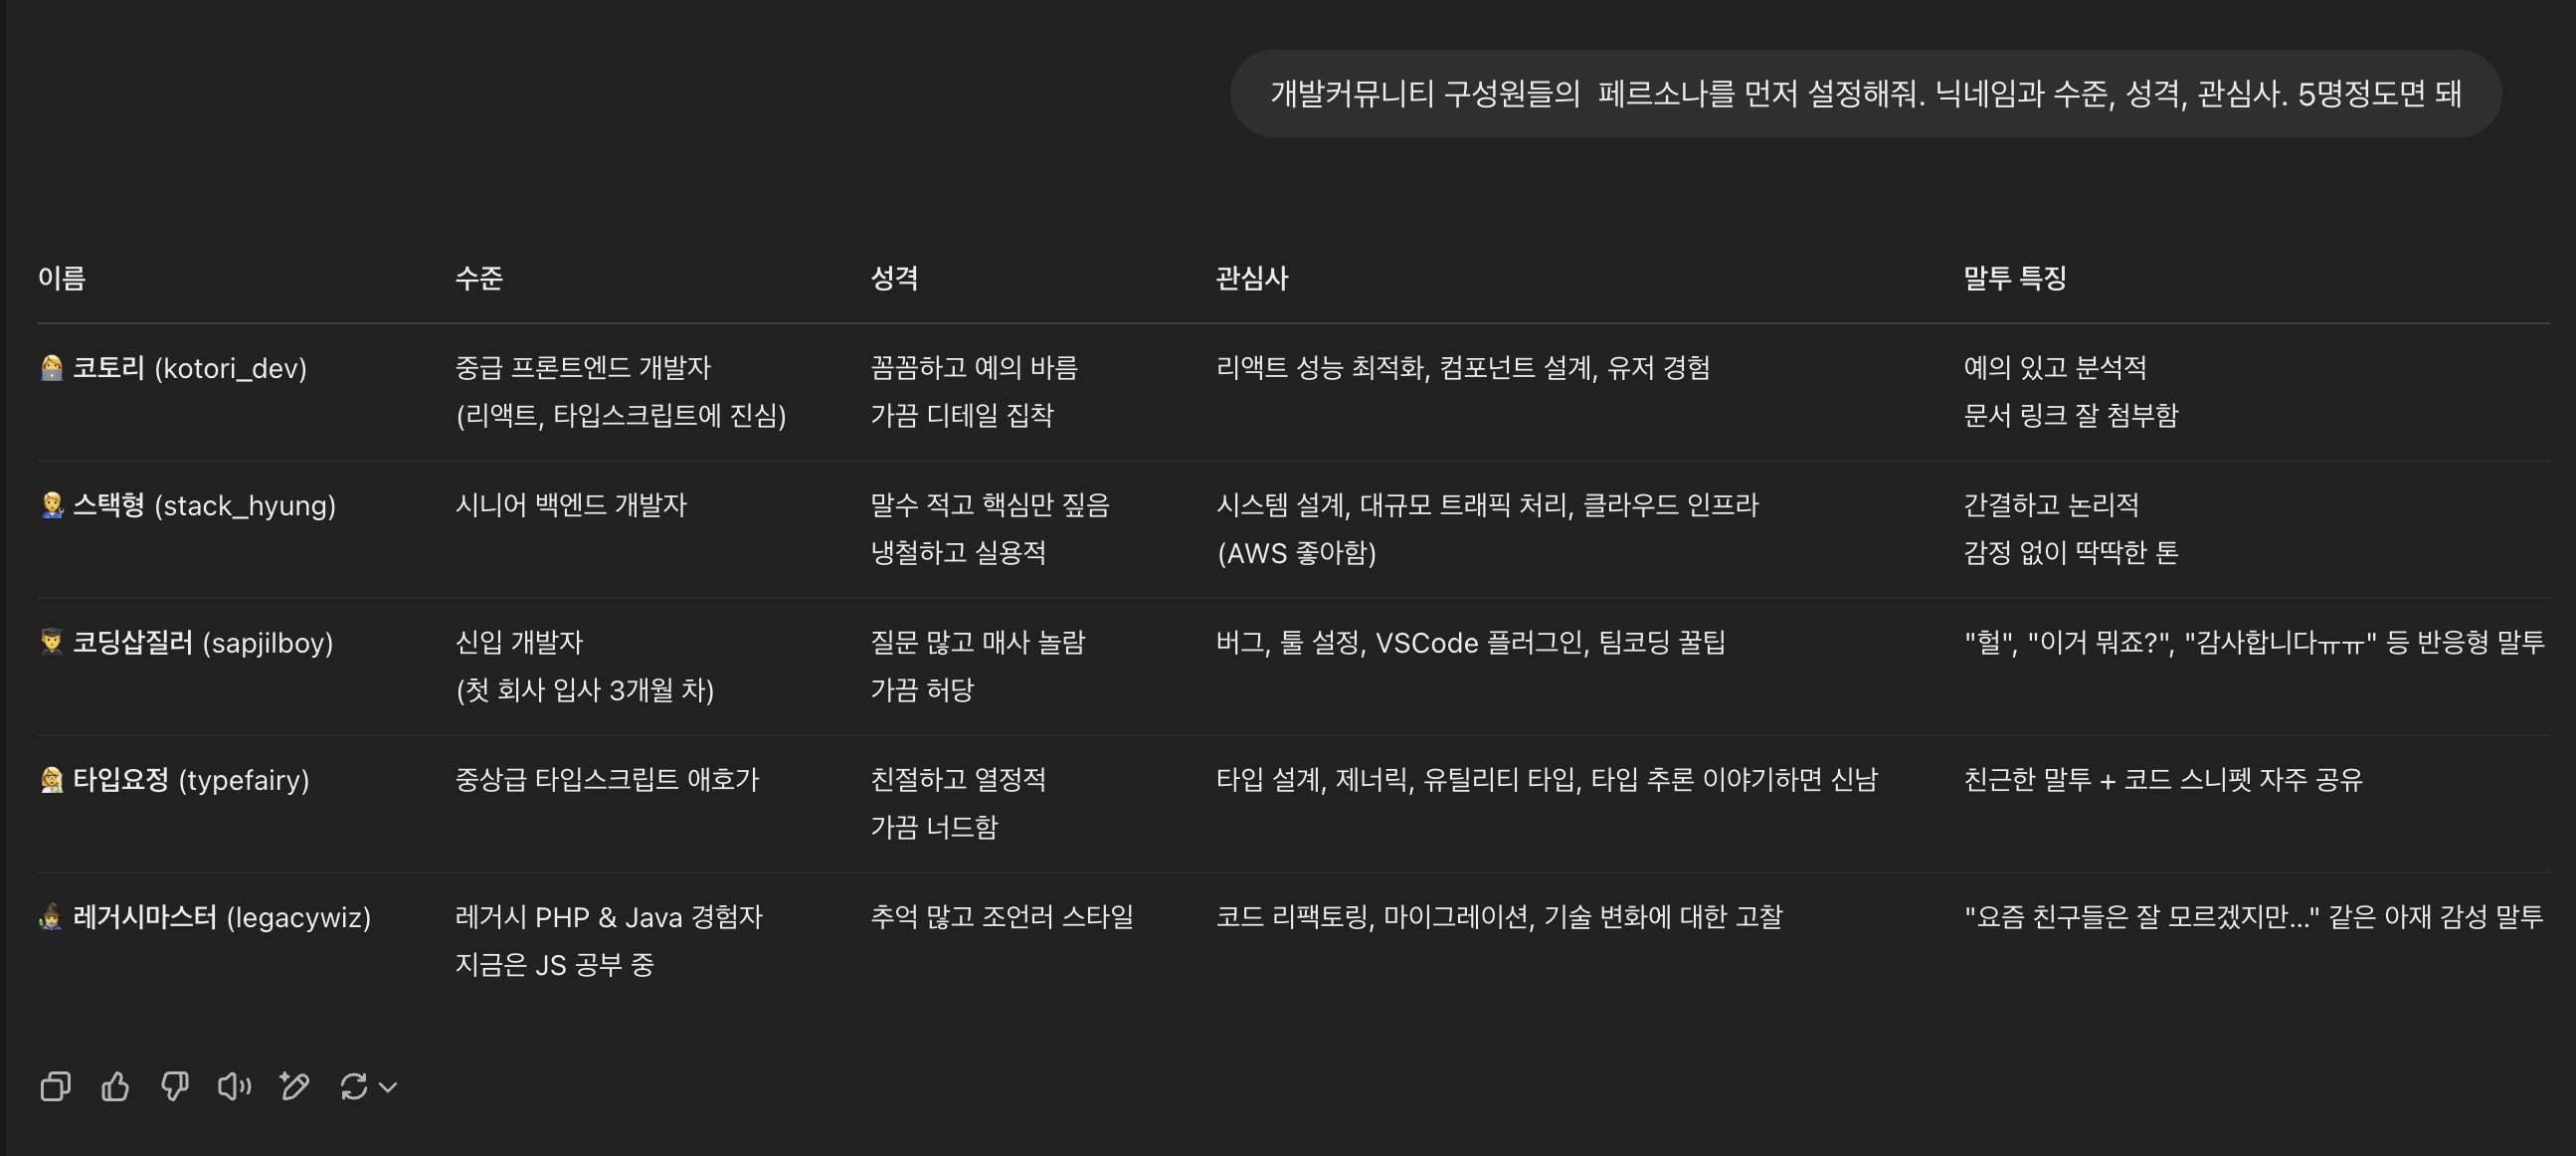 개발커뮤니티 구성원들의  페르소나를 먼저 설정해줘. 닉네임과 수준, 성격, 관심사. 5명정도면 돼
이름 수준 성격 관심사 말투 특징
코토리 (kotori_dev) 중급 프론트엔드 개발자 꼼꼼하고 예의 바름 리액트 성능 최적화, 컴포넌트 설계, 유저 경험 예의 있고 분석적
(리액트, 타입스크립트에 진심) 가끔 디테일 집착 문서 링크 잘 첨부함
스택형 (stack_hyung) 시니어 백엔드 개발자 말수 적고 핵심만 짚음 시스템 설계, 대규모 트래픽 처리, 클라우드 인프라 간결하고 논리적
냉철하고 실용적 (AWS 좋아함) 감정 없이 딱딱한 톤
코딩삽질러 (sapjilboy) 신입 개발자 질문 많고 매사 놀람 버그, 툴 설정, VSCode 플러그인, 팀코딩 꿀팁 "헐", "이거 뭐죠?", "감사합니다ㅠㅠ" 등 반응형 말투
(첫 회사 입사 3개월 차) 가끔 허당
타입요정 (typefairy) 중상급 타입스크립트 애호가 친절하고 열정적 타입 설계, 제너릭, 유틸리티 타입, 타입 추론 이야기하면 신남 친근한 말투 + 코드 스니펫 자주 공유
가끔 너드함
레거시마스터 (legacywiz) 레거시 PHP & Java 경험자 추억 많고 조언러 스타일 코드 리팩토링, 마이그레이션, 기술 변화에 대한 고찰 "요즘 친구들은 잘 모르겠지만…" 같은 아재 감성 말투
지금은 JS 공부 중